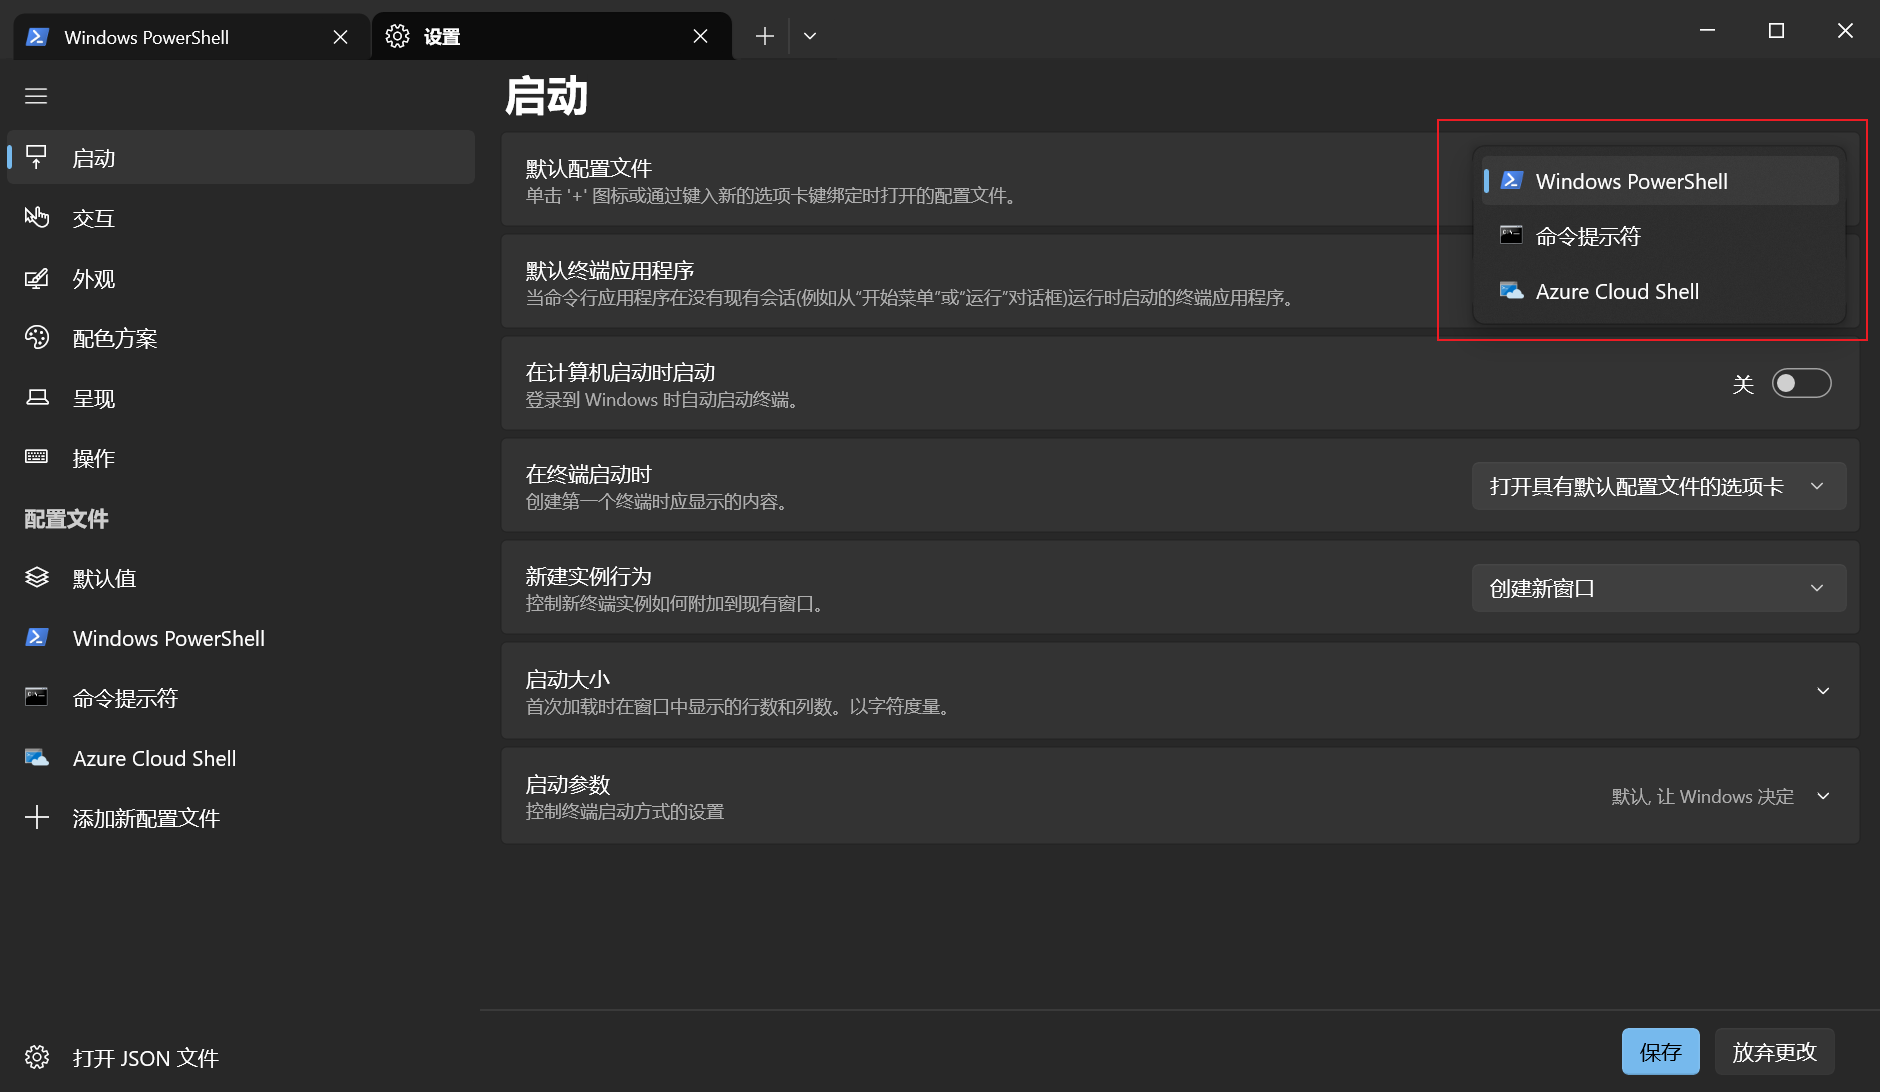 Windows PowerShell
设置
启动
交互
外观
配色方案
呈现
操作
配置文件
默认值
Windows PowerShell
命令提示符
Azure Cloud Shell
添加新配置文件
打开 JSON 文件
启动
默认配置文件
单击 '+' 图标或通过键入新的选项卡键绑定时打开的配置文件。
Windows PowerShell
命令提示符
Azure Cloud Shell
默认终端应用程序
当命令行应用程序在没有现有会话(例如从“开始菜单”或“运行”对话框)运行时启动的终端应用程序。
在计算机启动时启动
登录到 Windows 时自动启动终端。
关
在终端启动时
创建第一个终端时应显示的内容。
打开具有默认配置文件的选项卡
新建实例行为
控制新终端实例如何附加到现有窗口。
创建新窗口
启动大小
首次加载时在窗口中显示的行数和列数。以字符度量。
启动参数
控制终端启动方式的设置
默认, 让 Windows 决定
保存
放弃更改